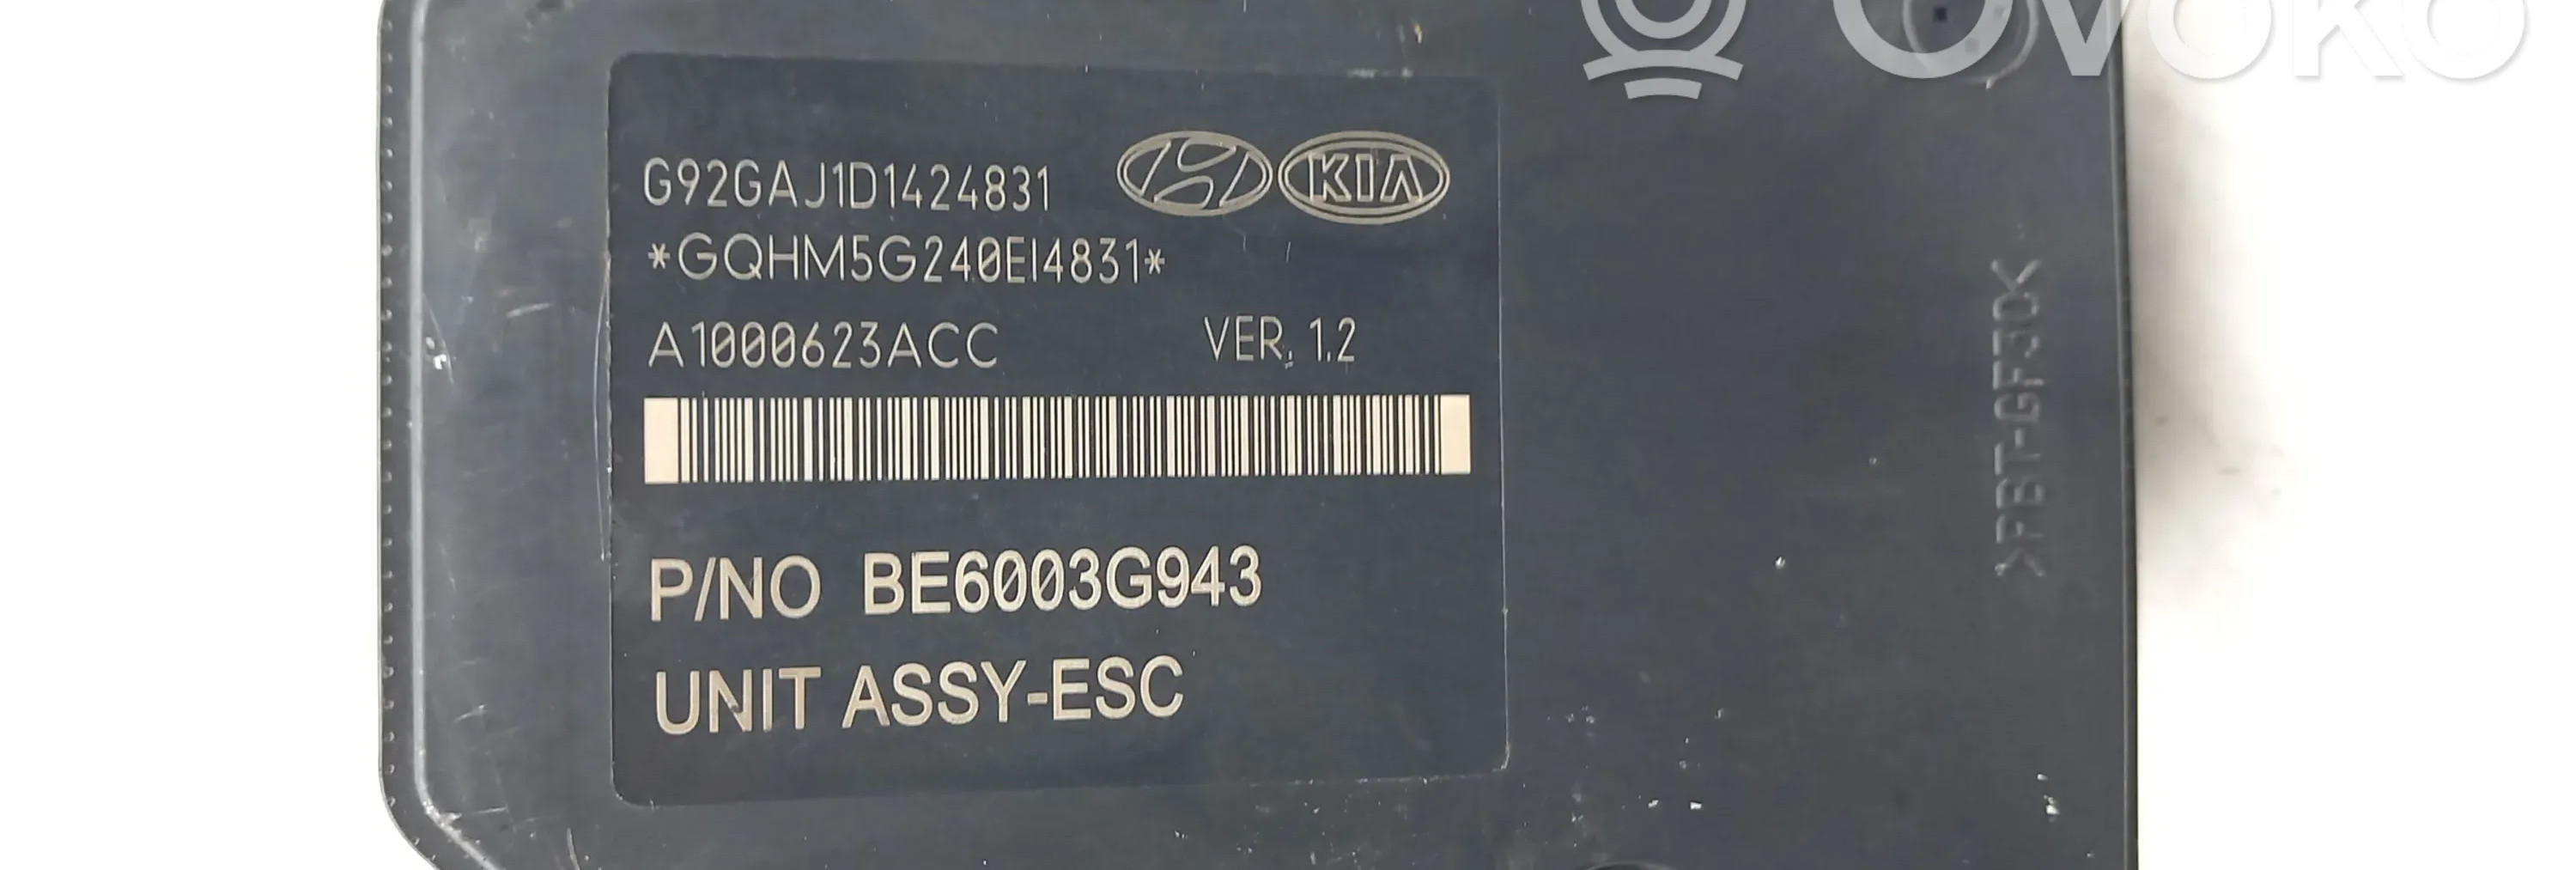 OVOKO
G92GAJ1D1424831
KIA
*GQHM5G240EI4831*
A1000623ACC VER. 1.2
P/NO BE6003G943
UNIT ASSY-ESC
>PBT-GF30<